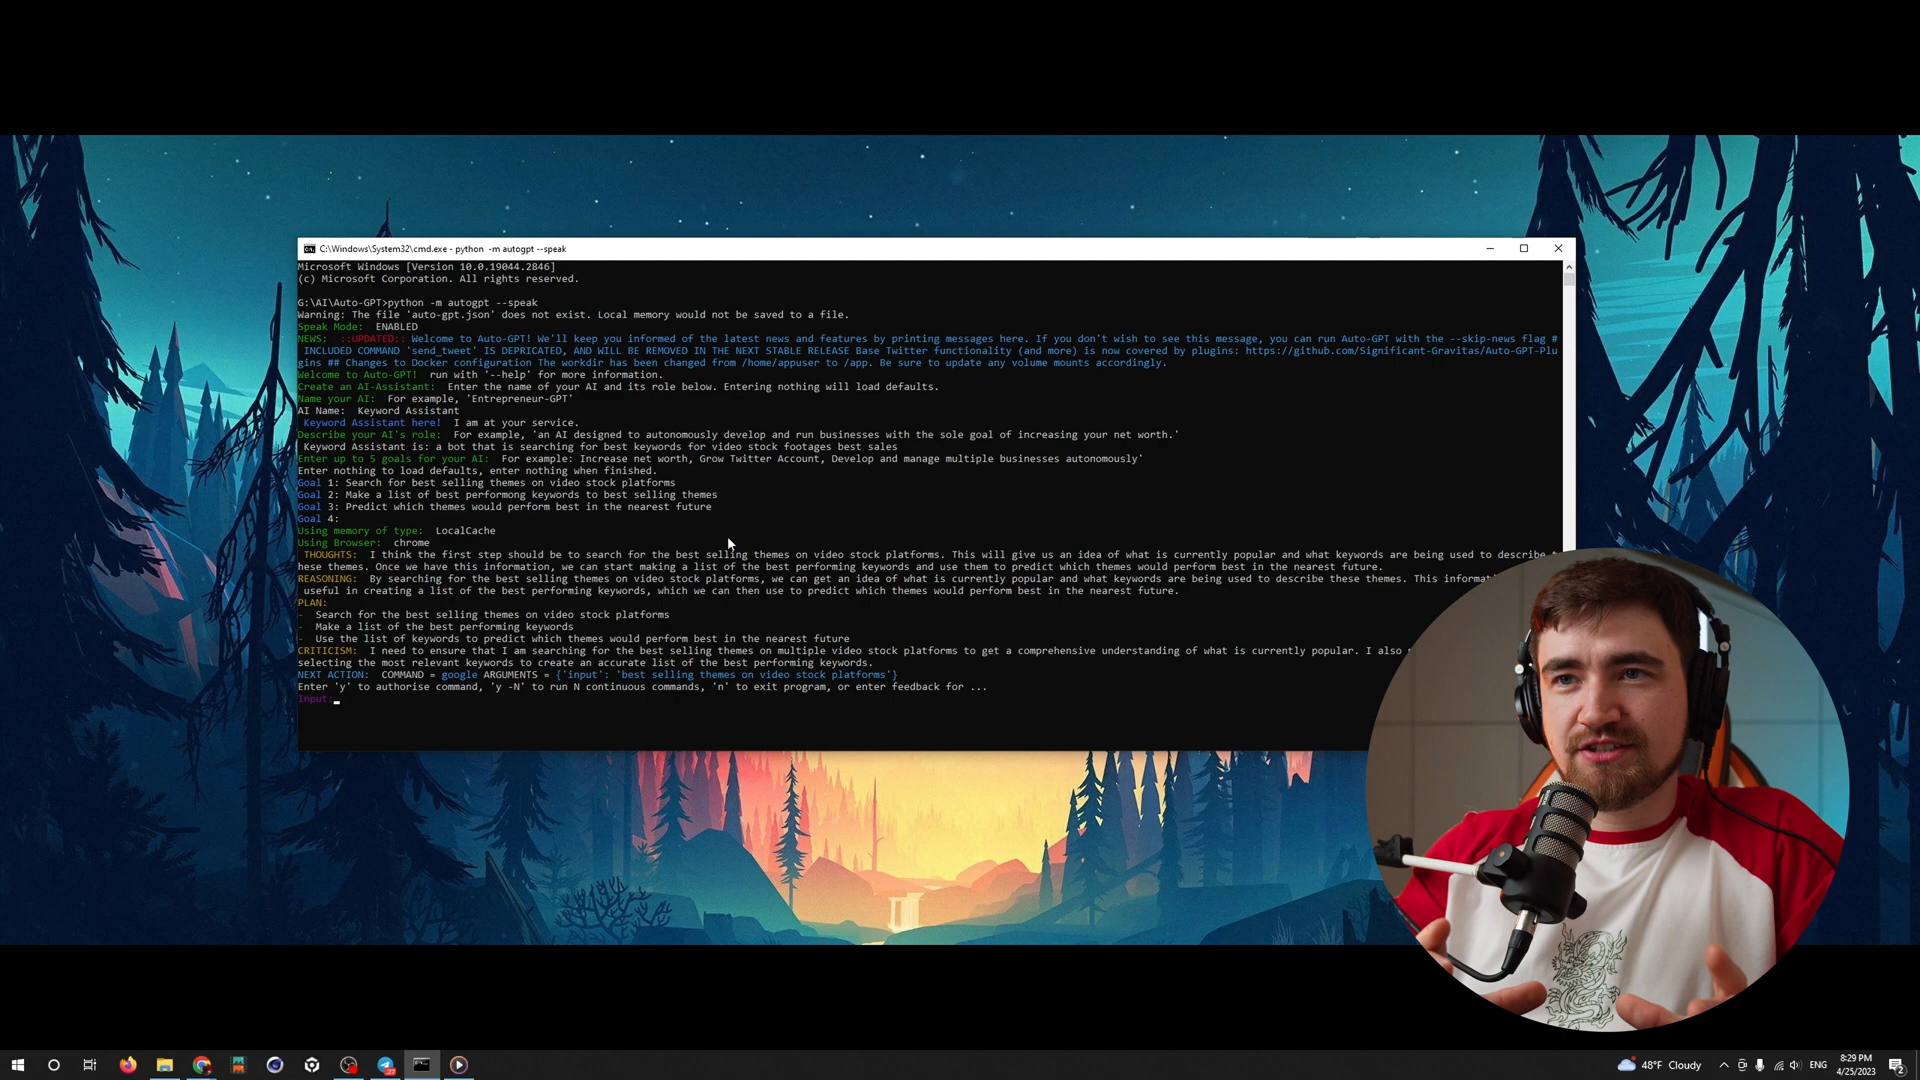 C:\Windows\System32\cmd.exe - python  -m autogpt --speak
Microsoft Windows [Version 10.0.19044.2846]
(c) Microsoft Corporation. All rights reserved.
G:\AI\Auto-GPT>python -m autogpt --speak
Warning: The file 'auto-gpt.json' does not exist. Local memory would not be saved to a file.
Speak Mode:  ENABLED
NEWS:  ::UPDATED:: Welcome to Auto-GPT! We'll keep you informed of the latest news and features by printing messages here. If you don't wish to see this message, you can run Auto-GPT with the --skip-news flag #
INCLUDED COMMAND 'send_tweet' IS DEPRICATED, AND WILL BE REMOVED IN THE NEXT STABLE RELEASE Base Twitter functionality (and more) is now covered by plugins: https://github.com/Significant-Gravitas/Auto-GPT-Plu
gins ## Changes to Docker configuration The workdir has been changed from /home/appuser to /app. Be sure to update any volume mounts accordingly.
Welcome to Auto-GPT!  run with '--help' for more information.
Create an AI-Assistant:  Enter the name of your AI and its role below. Entering nothing will load defaults.
Name your AI:  For example, 'Entrepreneur-GPT'
AI Name:  Keyword Assistant
Keyword Assistant here!  I am at your service.
Describe your AI's role:  For example, 'an AI designed to autonomously develop and run businesses with the sole goal of increasing your net worth.'
Keyword Assistant is: a bot that is searching for best keywords for video stock footages best sales
Enter up to 5 goals for your AI:  For example: Increase net worth, Grow Twitter Account, Develop and manage multiple businesses autonomously'
Enter nothing to load defaults, enter nothing when finished.
Goal 1: Search for best selling themes on video stock platforms
Goal 2: Make a list of best performong keywords to best selling themes
Goal 3: Predict which themes would perform best in the nearest future
Goal 4:
Using memory of type:  LocalCache
Using Browser:  chrome
THOUGHTS:  I think the first step should be to search for the best selling themes on video stock platforms. This will give us an idea of what is currently popular and what keywords are being used to describe t
hese themes. Once we have this information, we can start making a list of the best performing keywords and use them to predict which themes would perform best in the nearest future.
REASONING:  By searching for the best selling themes on video stock platforms, we can get an idea of what is currently popular and what keywords are being used to describe these themes. This informati
useful in creating a list of the best performing keywords, which we can then use to predict which themes would perform best in the nearest future.
PLAN:
-  Search for the best selling themes on video stock platforms
-  Make a list of the best performing keywords
-  Use the list of keywords to predict which themes would perform best in the nearest future
CRITICISM:  I need to ensure that I am searching for the best selling themes on multiple video stock platforms to get a comprehensive understanding of what is currently popular. I also
selecting the most relevant keywords to create an accurate list of the best performing keywords.
NEXT ACTION:  COMMAND = google ARGUMENTS = {'input': 'best selling themes on video stock platforms'}
Enter 'y' to authorise command, 'y -N' to run N continuous commands, 'n' to exit program, or enter feedback for ...
Input:
48°F Cloudy
ENG
8:29 PM
4/25/2023